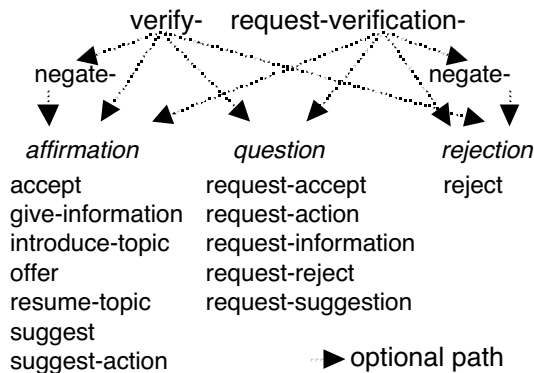 verify- request-verification-
negate- negate-
affirmation question rejection
accept request-accept reject
give-information request-action
introduce-topic request-information
offer request-reject
resume-topic request-suggestion
suggest
suggest-action optional path